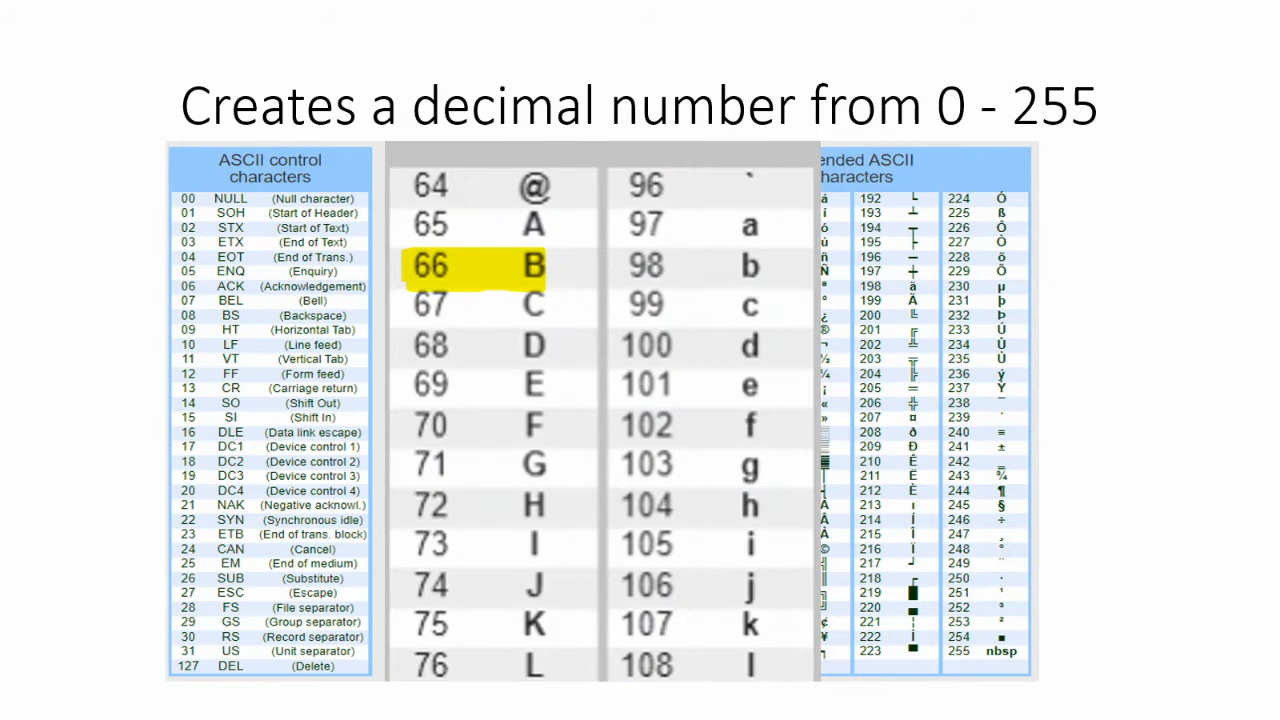 Creates a decimal number from 0 - 255
ASCII control
characters
00 NULL (Null character)
01 SOH (Start of Header)
02 STX (Start of Text)
03 ETX (End of Text)
04 EOT (End of Trans.)
05 ENQ (Enquiry)
06 ACK (Acknowledgement)
07 BEL (Bell)
08 BS (Backspace)
09 HT (Horizontal Tab)
10 LF (Line feed)
11 VT (Vertical Tab)
12 FF (Form feed)
13 CR (Carriage return)
14 SO (Shift Out)
15 SI (Shift In)
16 DLE (Data link escape)
17 DC1 (Device control 1)
18 DC2 (Device control 2)
19 DC3 (Device control 3)
20 DC4 (Device control 4)
21 NAK (Negative acknowl.)
22 SYN (Synchronous idle)
23 ETB (End of trans. block)
24 CAN (Cancel)
25 EM (End of medium)
26 SUB (Substitute)
27 ESC (Escape)
28 FS (File separator)
29 GS (Group separator)
30 RS (Record separator)
31 US (Unit separator)
127 DEL (Delete)
64 @ 96 `
65 A 97 a
66 B 98 b
67 C 99 c
68 D 100 d
69 E 101 e
70 F 102 f
71 G 103 g
72 H 104 h
73 I 105 i
74 J 106 j
75 K 107 k
76 L 108 l
ended ASCII
haracters
192 └ 224 Ó
193 ┴ 225 ß
194 ┬ 226 Ô
195 ├ 227 Ò
196 ─ 228 õ
197 ┼ 229 Õ
198 ã 230 µ
199 Ã 231 þ
200 ╚ 232 Þ
201 ╔ 233 Ú
202 ╩ 234 Û
203 ╦ 235 Ù
204 ╠ 236 ý
205 ═ 237 Ý
206 ╬ 238 ¯
207 ¤ 239 ´
208 ð 240 ≡
209 Ð 241 ±
210 Ê 242 ‗
211 Ë 243 ¾
212 È 244 ¶
213 ı 245 §
214 Í 246 ÷
215 Î 247 ¸
216 Ï 248 °
217 ┘ 249 ¨
218 ┌ 250 ·
219 █ 251 ¹
220 ▄ 252 ³
221 ¦ 253 ²
222 Ì 254 ■
223 ▀ 255 nbsp